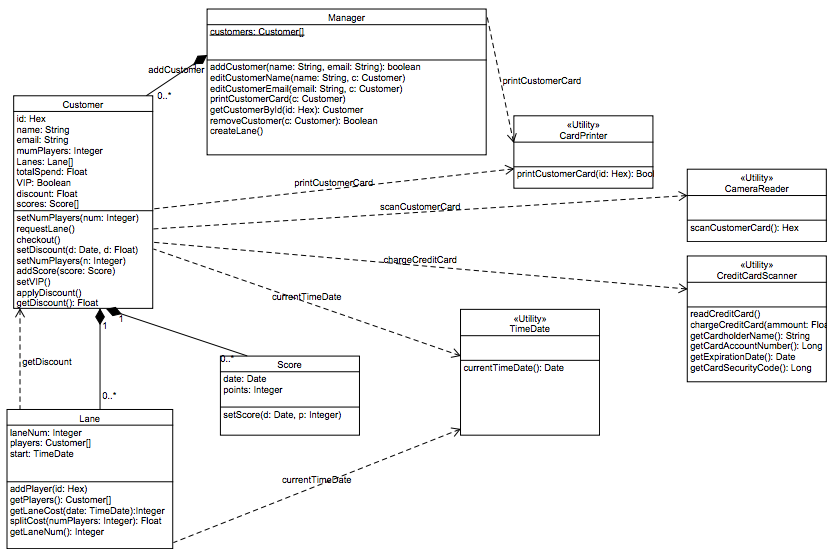 Manager
customers: Customer[]
addCustomer(name: String, email: String): boolean
editCustomerName(name: String, c: Customer)
editCustomerEmail(email: String, c: Customer)
printCustomerCard(c: Customer)
getCustomerById(id: Hex): Customer
removeCustomer(c: Customer): Boolean
createLane()
addCustomer
0..*
printCustomerCard
Customer
id: Hex
name: String
email: String
mumPlayers: Integer
Lanes: Lane[]
totalSpend: Float
VIP: Boolean
discount: Float
scores: Score[]
setNumPlayers(num: Integer)
requestLane()
checkout()
setDiscount(d: Date, d: Float)
setNumPlayers(n: Integer)
addScore(score: Score)
setVIP()
applyDiscount()
getDiscount(): Float
«Utility»
CardPrinter
printCustomerCard(id: Hex): Bool
printCustomerCard
scanCustomerCard
chargeCreditCard
currentTimeDate
«Utility»
CameraReader
scanCustomerCard(): Hex
«Utility»
CreditCardScanner
readCreditCard()
chargeCreditCard(ammount: Floa
getCardholderName(): String
getCardAccountNumber(): Long
getExpirationDate(): Date
getCardSecurityCode(): Long
«Utility»
TimeDate
currentTimeDate(): Date
1
1
getDiscount
0..*
0..*
Score
date: Date
points: Integer
setScore(d: Date, p: Integer)
Lane
laneNum: Integer
players: Customer[]
start: TimeDate
addPlayer(id: Hex)
getPlayers(): Customer[]
getLaneCost(date: TimeDate):Integer
splitCost(numPlayers: Integer): Float
getLaneNum(): Integer
currentTimeDate